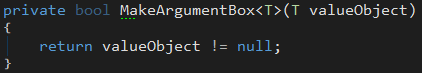 private bool MakeArgumentBox<T>(T valueObject)
{
    return valueObject != null;
}